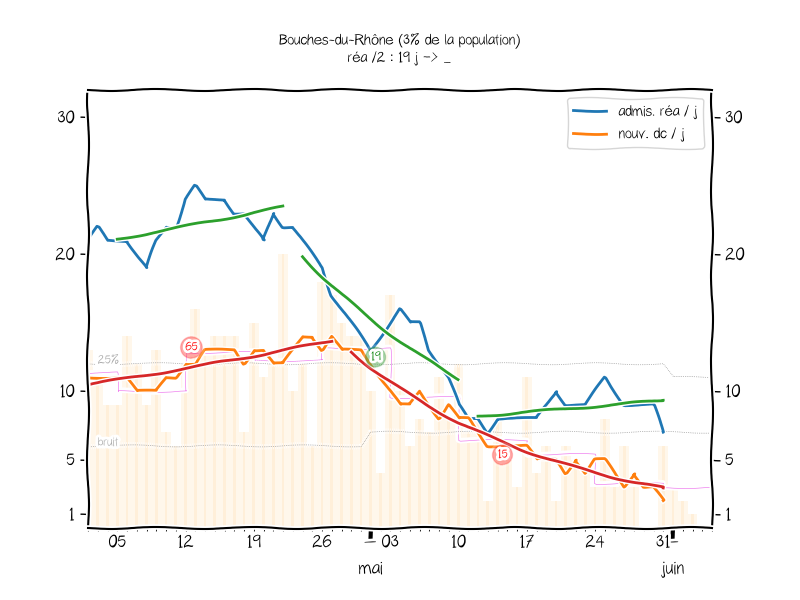 Bouches-du-Rhône (3% de la population)
réa /2 : 19 j -> _
admis. réa / j
nouv. dc / j
30
30
20
20
10
10
5
5
1
1
25%
bruit
65
19
15
05 12 19 26 03 10 17 24 31
mai juin